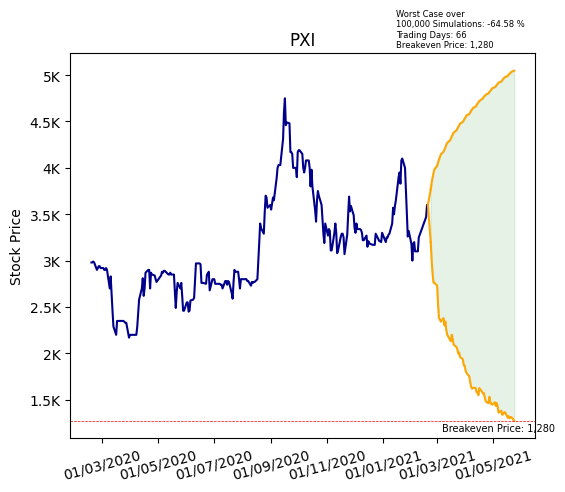 Worst Case over
100,000 Simulations: -64.58 %
Trading Days: 66
Breakeven Price: 1,280
PXI
Stock Price
5K
4.5K
4K
3.5K
3K
2.5K
2K
1.5K
Breakeven Price: 1,280
01/03/2020
01/05/2020
01/07/2020
01/09/2020
01/11/2020
01/01/2021
01/03/2021
01/05/2021